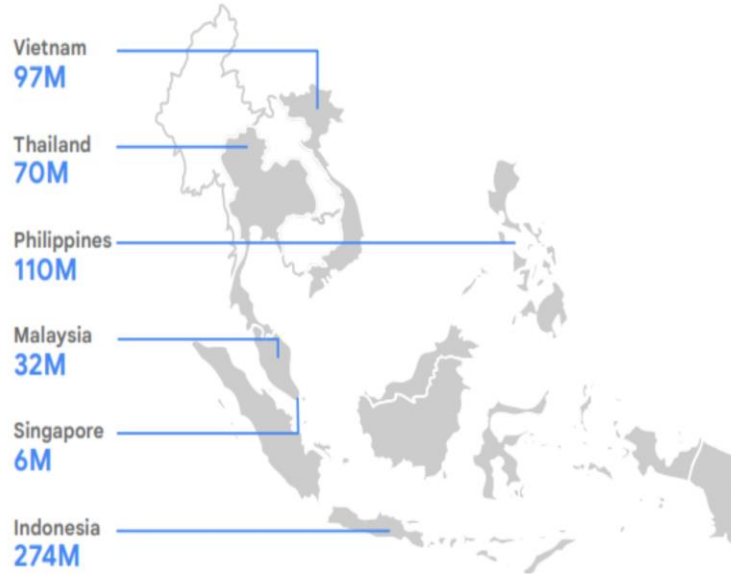 Vietnam
97M
Thailand
70M
Philippines
110M
Malaysia
32M
Singapore
6M
Indonesia
274M